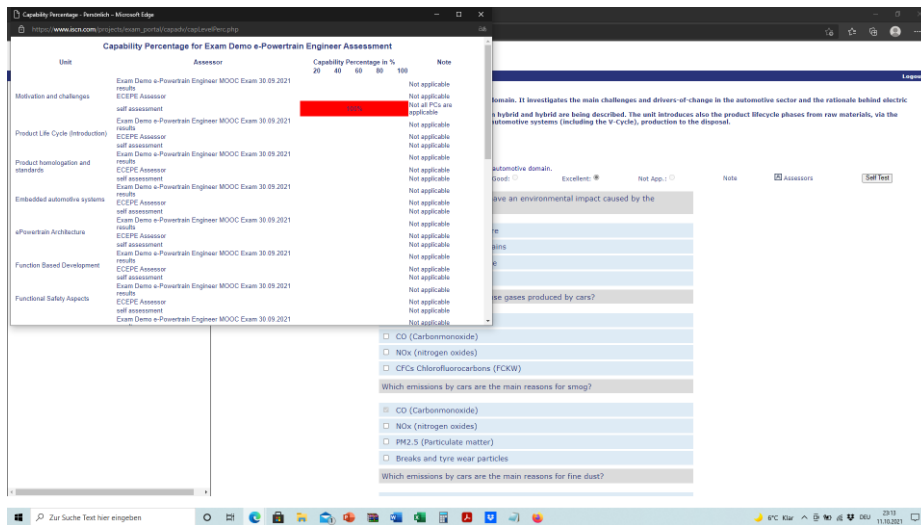 Capability Percentage - Persönlich - Microsoft Edge
https://www.iscn.com/projects/exam_portal/capadv/capLevelPerc.php
Capability Percentage for Exam Demo e-Powertrain Engineer Assessment
Unit Assessor Capability Percentage in % Note
20 40 60 80 100
Exam Demo e-Powertrain Engineer MOOC Exam 30.09.2021
results Not applicable
Motivation and challenges ECEPE Assessor Not applicable
self assessment Not all PCs are
applicable
Exam Demo e-Powertrain Engineer MOOC Exam 30.09.2021
results Not applicable
Product Life Cycle (Introduction) ECEPE Assessor Not applicable
self assessment Not applicable
Exam Demo e-Powertrain Engineer MOOC Exam 30.09.2021
results Not applicable
Product homologation and
standards ECEPE Assessor Not applicable
self assessment Not applicable
Exam Demo e-Powertrain Engineer MOOC Exam 30.09.2021
results Not applicable
Embedded automotive systems ECEPE Assessor Not applicable
self assessment Not applicable
Exam Demo e-Powertrain Engineer MOOC Exam 30.09.2021
results Not applicable
ePowertrain Architecture ECEPE Assessor Not applicable
self assessment Not applicable
Exam Demo e-Powertrain Engineer MOOC Exam 30.09.2021
results Not applicable
Function Based Development ECEPE Assessor Not applicable
self assessment Not applicable
Exam Demo e-Powertrain Engineer MOOC Exam 30.09.2021
results Not applicable
Functional Safety Aspects ECEPE Assessor Not applicable
self assessment Not applicable
Exam Demo e-Powertrain Engineer MOOC Exam 30.09.2021
Not applicable
Logou
omain. It investigates the main challenges and drivers-of-change in the automotive sector and the rationale behind electric
n hybrid and hybrid are being described. The unit introduces also the product lifecycle phases from raw materials, via the
automotive systems (including the V-Cycle), production to the disposal.
automotive domain.
Good: Excellent: Not App.: Note Assessors Self Test
ave an environmental impact caused by the
re
ains
e
se gases produced by cars?
CO (Carbonmonoxide)
NOx (nitrogen oxides)
CFCs Chlorofluorocarbons (FCKW)
Which emissions by cars are the main reasons for smog?
CO (Carbonmonoxide)
NOx (nitrogen oxides)
PM2.5 (Particulate matter)
Breaks and tyre wear particles
Which emissions by cars are the main reasons for fine dust?
Zur Suche Text hier eingeben
6°C Klar DEU 23:13
11.10.2021